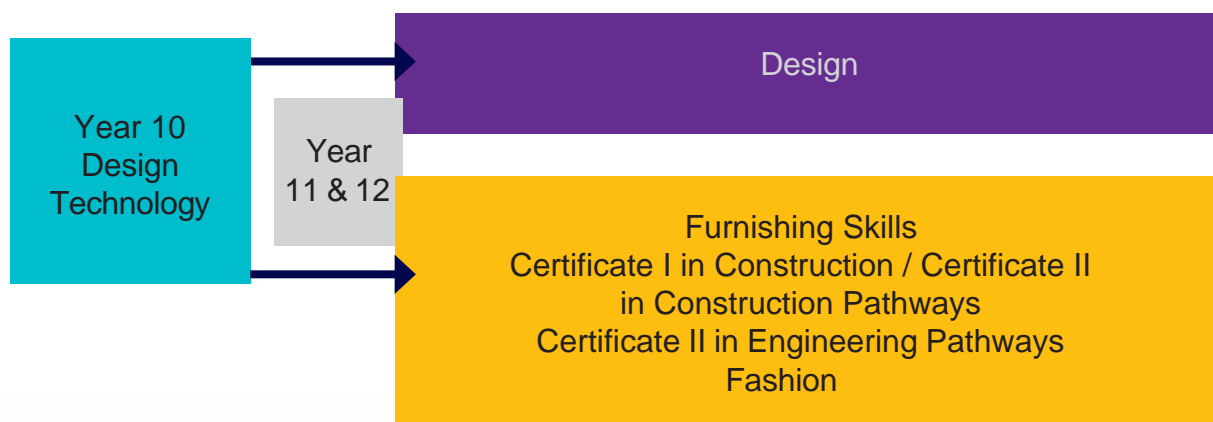 Year 10
Design
Technology
Year
11 & 12
Design
Furnishing Skills
Certificate I in Construction / Certificate II
in Construction Pathways
Certificate II in Engineering Pathways
Fashion